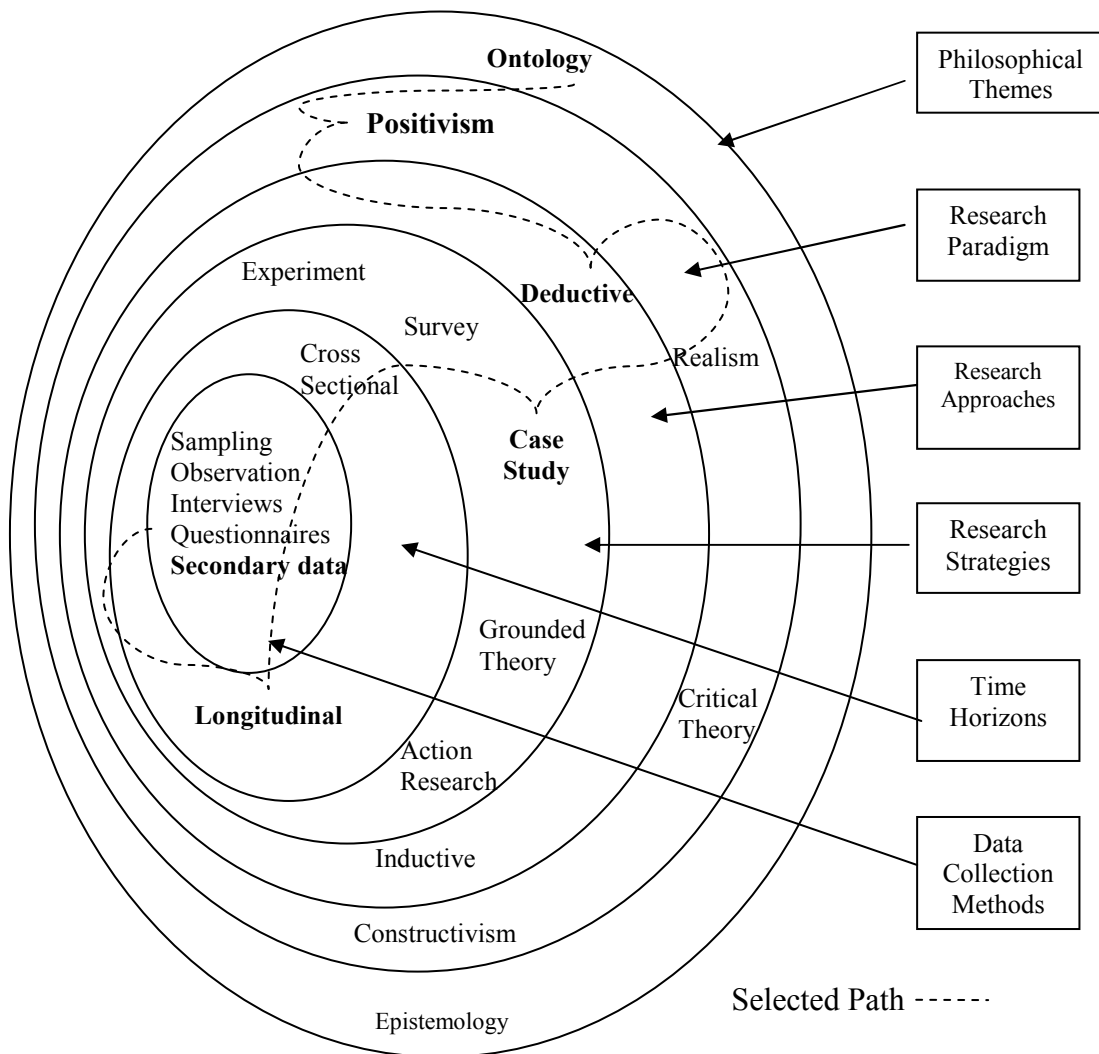 Ontology
Positivism
Experiment
Deductive
Survey
Realism
Cross
Sectional
Case
Study
Sampling
Observation
Interviews
Questionnaires
Secondary data
Grounded
Theory
Longitudinal
Critical
Theory
Action
Research
Inductive
Constructivism
Epistemology
Philosophical
Themes
Research
Paradigm
Research
Approaches
Research
Strategies
Time
Horizons
Data
Collection
Methods
Selected Path